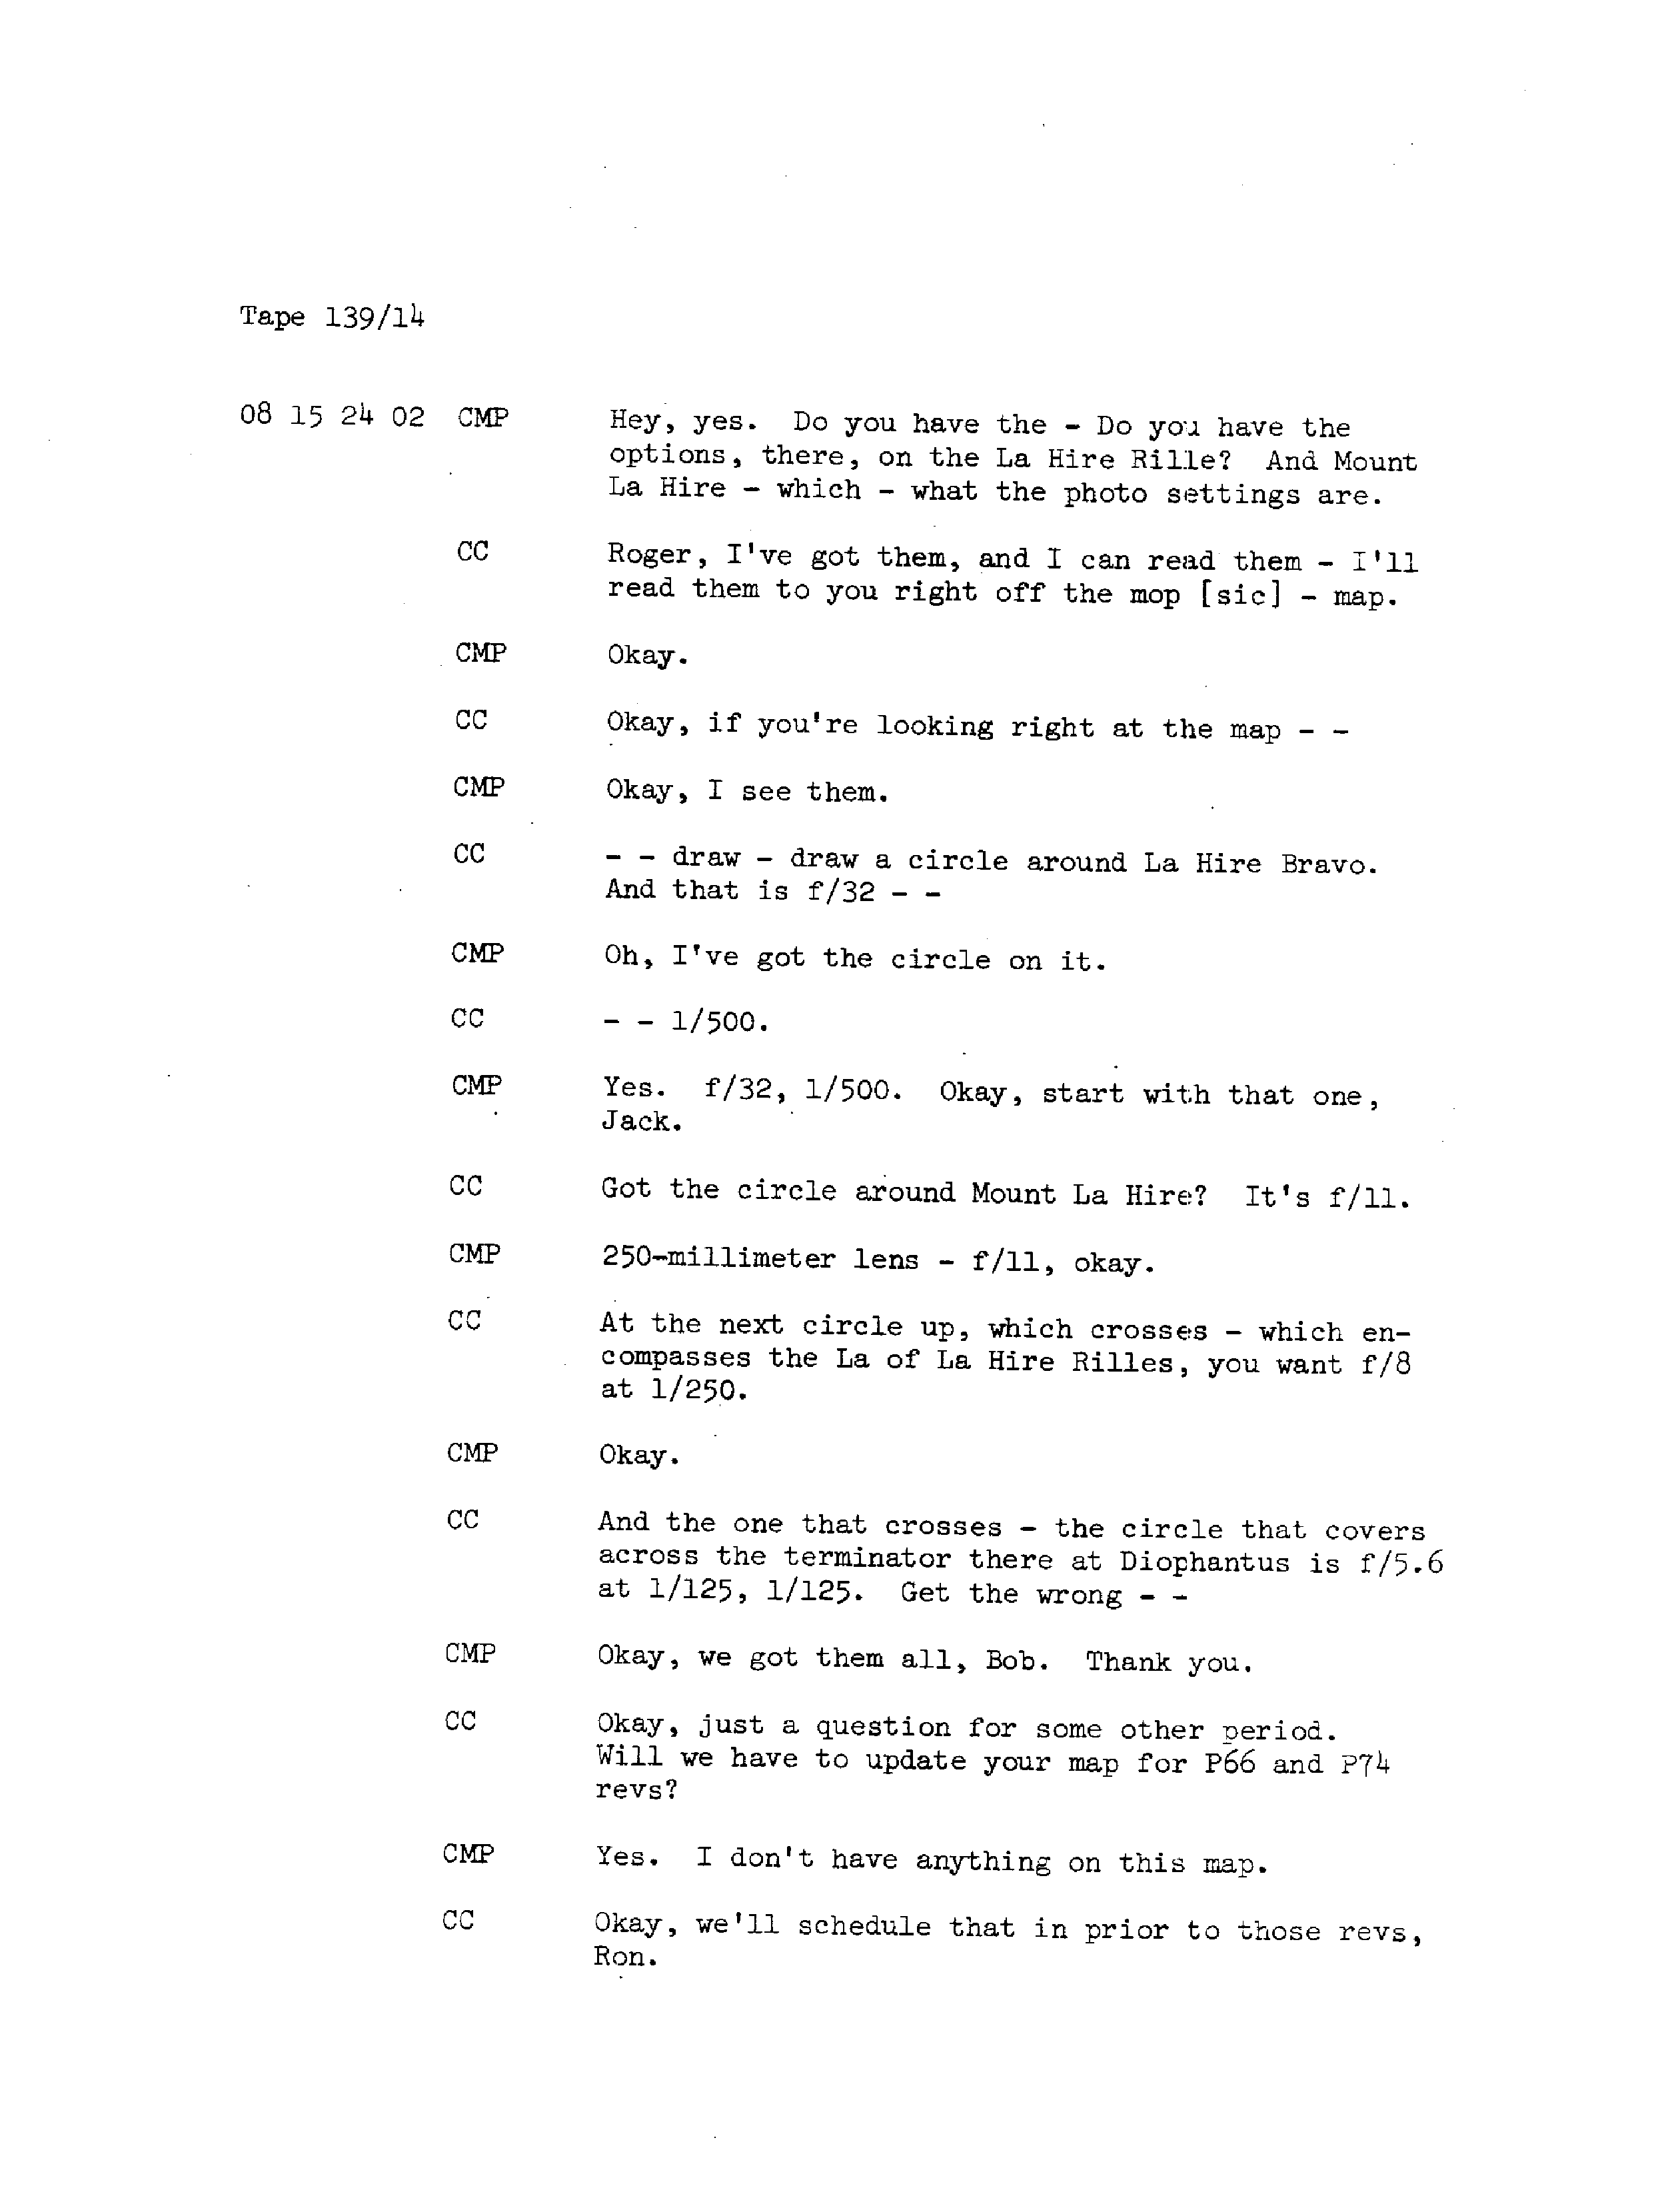 Tape 139/14
08 15 24 02 CMP Hey, yes. Do you have the - Do you have the
options, there, on the La Hire Rille? And Mount
La Hire - which - what the photo settings are.
CC Roger, I've got them, and I can read them - I'll
read them to you right off the mop [sic] - map.
CMP Okay.
CC Okay, if you're looking right at the map - -
CMP Okay, I see them.
CC - - draw - draw a circle around La Hire Bravo.
And that is f/32 - -
CMP Oh, I've got the circle on it.
CC - - 1/500.
CMP Yes. f/32, 1/500. Okay, start with that one,
Jack.
CC Got the circle around Mount La Hire? It's f/11.
CMP 250-millimeter lens - f/11, okay.
CC At the next circle up, which crosses - which en-
compasses the La of La Hire Rilles, you want f/8
at 1/250.
CMP Okay.
CC And the one that crosses - the circle that covers
across the terminator there at Diophantus is f/5.6
at 1/125, 1/125. Get the wrong - -
CMP Okay, we got them all, Bob. Thank you.
CC Okay, just a question for some other period.
Will we have to update your map for P66 and P74
revs?
CMP Yes. I don't have anything on this map.
CC Okay, we'll schedule that in prior to those revs,
Ron.